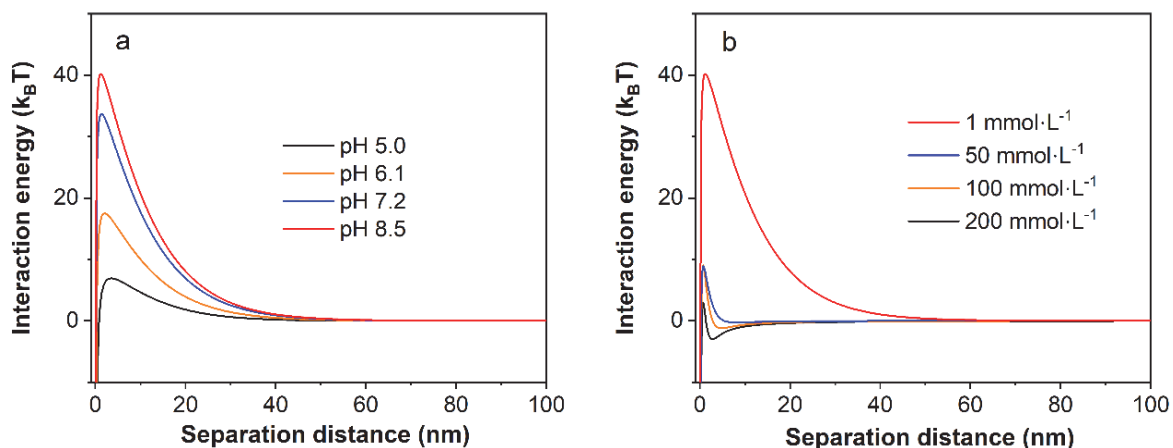 a
Interaction energy (k_BT)
40
20
0
pH 5.0
pH 6.1
pH 7.2
pH 8.5
0 20 40 60 80 100
Separation distance (nm)
b
Interaction energy (k_BT)
40
20
0
1 mmol·L⁻¹
50 mmol·L⁻¹
100 mmol·L⁻¹
200 mmol·L⁻¹
0 20 40 60 80 100
Separation distance (nm)